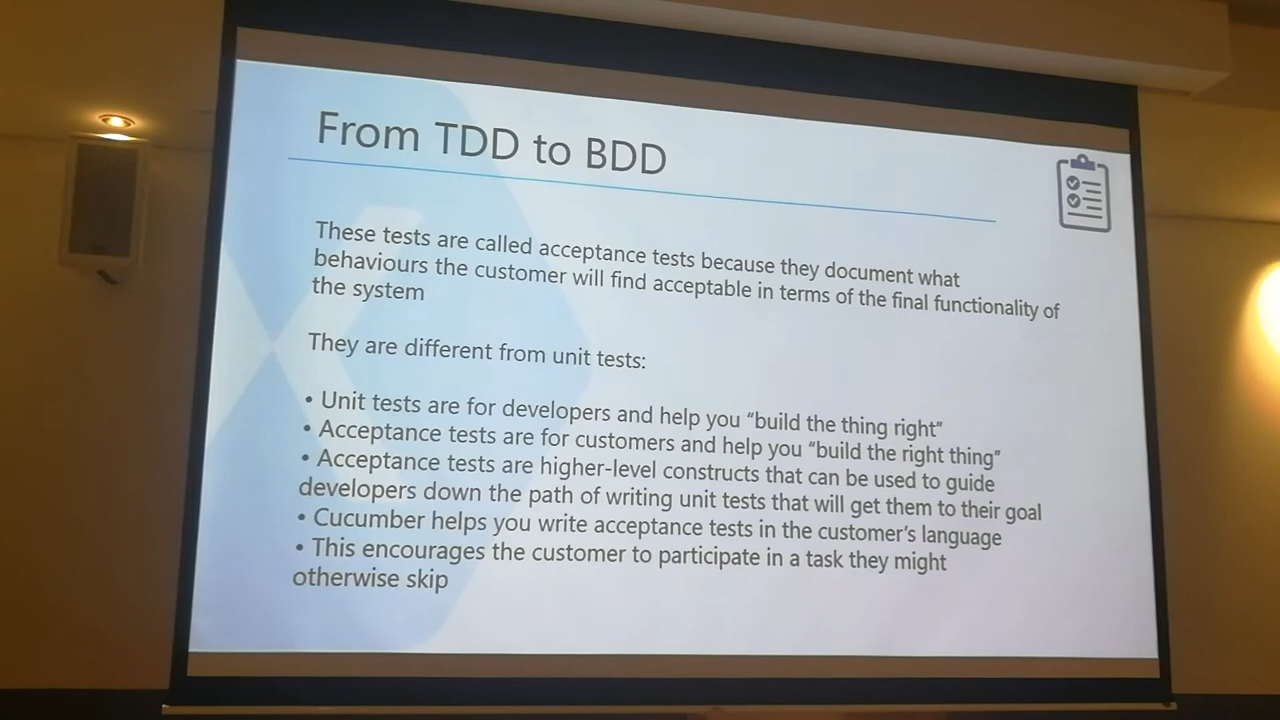 From TDD to BDD
These tests are called acceptance tests because they document what
behaviours the customer will find acceptable in terms of the final functionality of
the system
They are different from unit tests:
• Unit tests are for developers and help you “build the thing right”
• Acceptance tests are for customers and help you “build the right thing”
• Acceptance tests are higher-level constructs that can be used to guide
developers down the path of writing unit tests that will get them to their goal
• Cucumber helps you write acceptance tests in the customer’s language
• This encourages the customer to participate in a task they might
otherwise skip